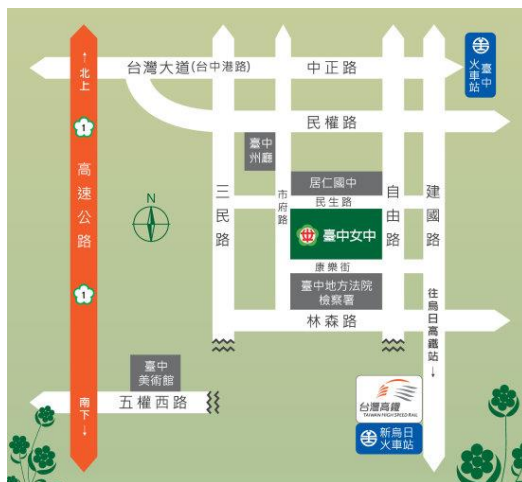 ↑北上
台灣大道(台中港路)
中正路
臺中火車站
民權路
1
高速公路
臺中
州廳
居仁國中
民生路
三民路
市府路
自由路
建國路
N
臺中女中
康樂街
臺中地方法院
檢察署
林森路
往烏日高鐵站↓
1
臺中
美術館
五權西路
南下↓
台灣高鐵
TAIWAN HIGH SPEED RAIL
新烏日
火車站